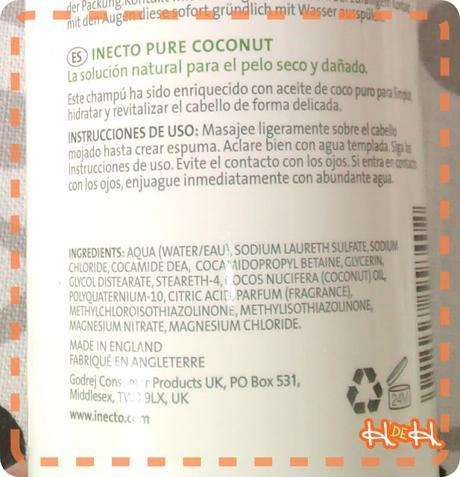 der Packung. Kontakt
mit den Augen diese sofort gründlich mit Wasser ausspül
ES INECTO PURE COCONUT
La solución natural para el pelo seco y dañado.
Este champú ha sido enriquecido con aceite de coco puro para limpiar,
hidratar y revitalizar el cabello de forma delicada.
INSTRUCCIONES DE USO: Masajee ligeramente sobre el cabello
mojado hasta crear espuma. Aclare bien con agua templada. Siga las
instrucciones de uso. Evite el contacto con los ojos. Si entra en contacto
con los ojos, enjuague inmediatamente con abundante agua.
INGREDIENTS: AQUA (WATER/EAU), SODIUM LAURETH SULFATE, SODIUM
CHLORIDE, COCAMIDE DEA, COCAMIDOPROPYL BETAINE, GLYCERIN,
GLYCOL DISTEARATE, STEARETH-4, COCOS NUCIFERA (COCONUT) OIL,
POLYQUATERNIUM-10, CITRIC ACID, PARFUM (FRAGRANCE),
METHYLCHLOROISOTHIAZOLINONE, METHYLISOTHIAZOLINONE,
MAGNESIUM NITRATE, MAGNESIUM CHLORIDE.
MADE IN ENGLAND
FABRIQUÉ EN ANGLETERRE
Godrej Consumer Products UK, PO Box 531,
Middlesex, 9LX, UK
www.inecto.com
24M
H DE H